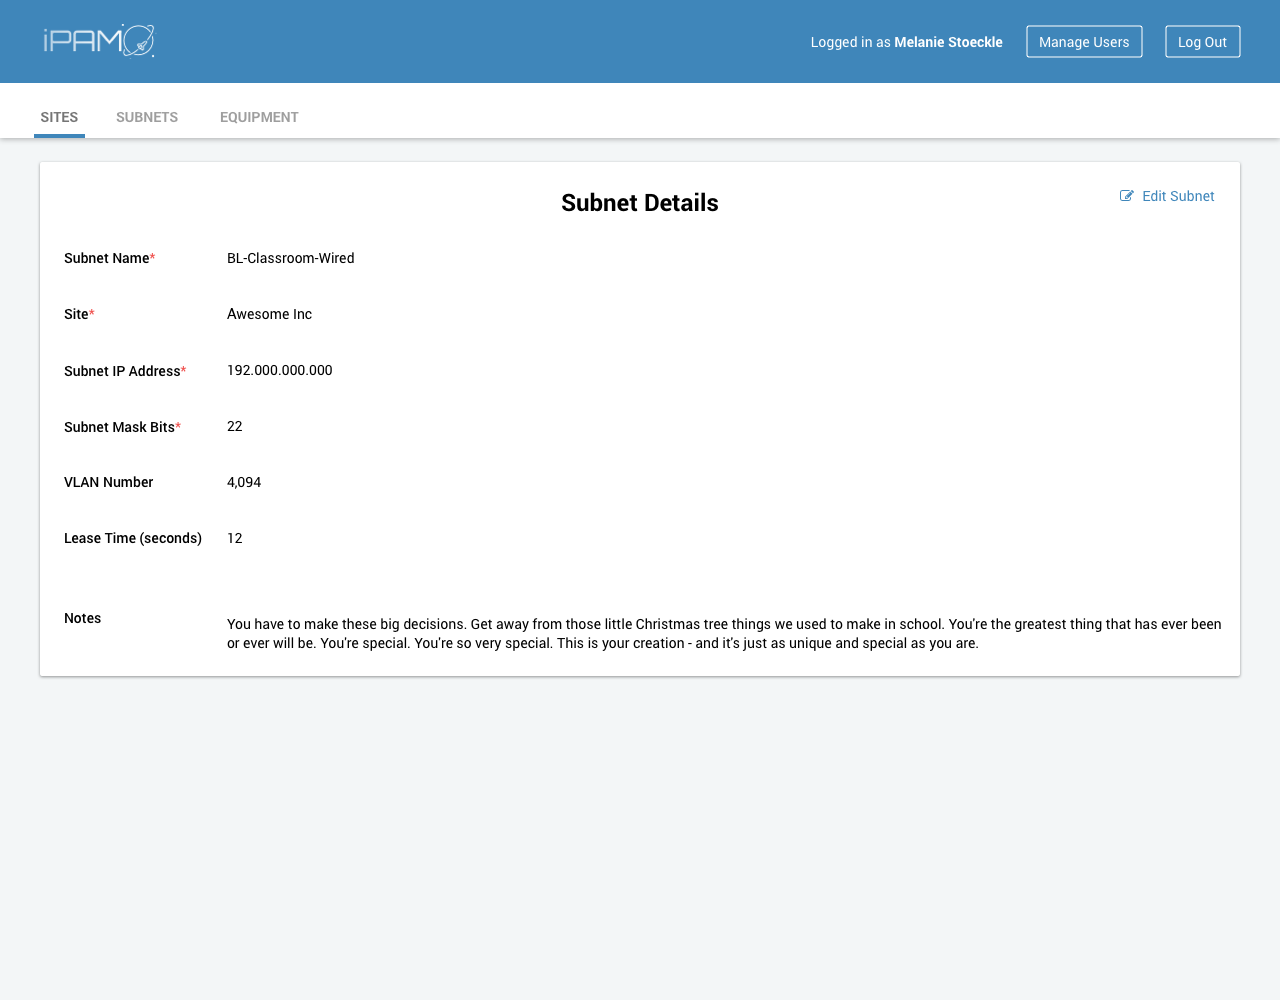 iPAM
Logged in as Melanie Stoeckle
Manage Users
Log Out
SITES
SUBNETS
EQUIPMENT
Subnet Details
Edit Subnet
Subnet Name* BL-Classroom-Wired
Site* Awesome Inc
Subnet IP Address* 192.000.000.000
Subnet Mask Bits* 22
VLAN Number 4,094
Lease Time (seconds) 12
Notes
You have to make these big decisions. Get away from those little Christmas tree things we used to make in school. You're the greatest thing that has ever been
or ever will be. You're special. You're so very special. This is your creation - and it's just as unique and special as you are.